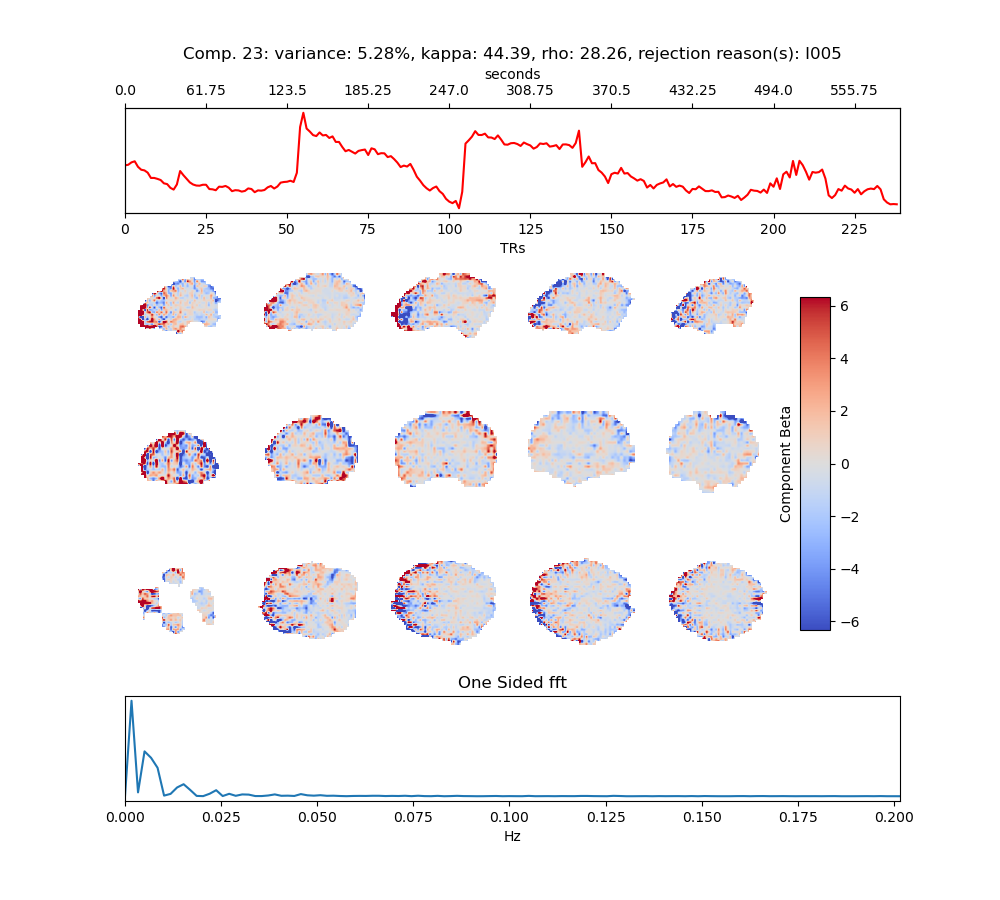 Comp. 23: variance: 5.28%, kappa: 44.39, rho: 28.26, rejection reason(s): I005
seconds
0.0 61.75 123.5 185.25 247.0 308.75 370.5 432.25 494.0 555.75
0 25 50 75 100 125 150 175 200 225
TRs
6
4
2
0
−2
−4
−6
Component Beta
One Sided fft
0.000 0.025 0.050 0.075 0.100 0.125 0.150 0.175 0.200
Hz